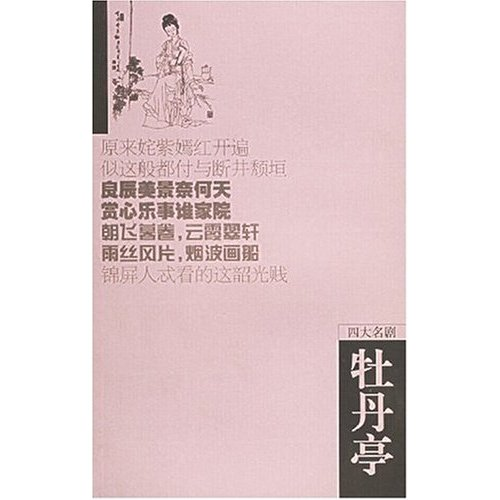 原来姹紫嫣红开遍
似这般都付与断井颓垣
良辰美景奈何天
赏心乐事谁家院
朝飞暮卷，云霞翠轩
雨丝风片，烟波画船
锦屏人忒看的这韶光贱
四大名剧
牡丹亭